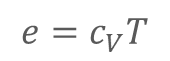 e = c_V T